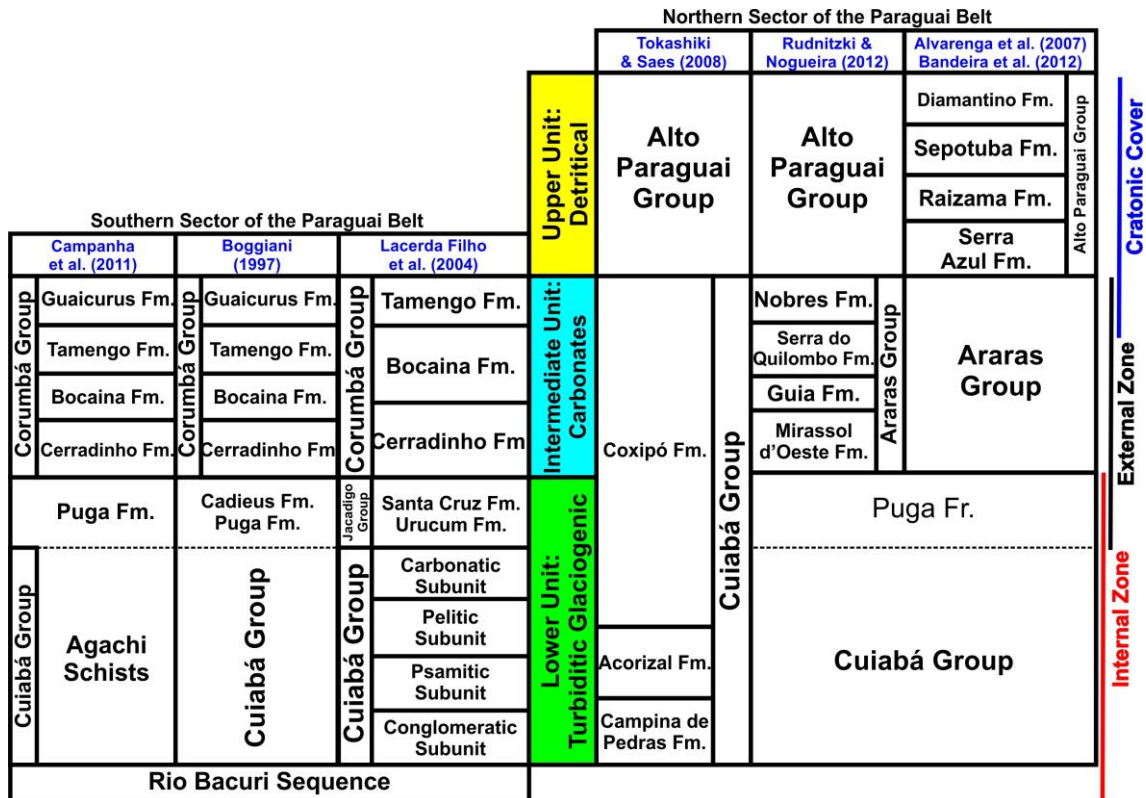 Northern Sector of the Paraguai Belt
Tokashiki
& Saes (2008)
Rudnitzki &
Nogueira (2012)
Alvarenga et al. (2007)
Bandeira et al. (2012)
Upper Unit:
Detritical
Alto
Paraguai
Group
Alto
Paraguai
Group
Diamantino Fm.
Sepotuba Fm.
Raizama Fm.
Serra
Azul Fm.
Alto Paraguai Group
Cratonic Cover
Southern Sector of the Paraguai Belt
Campanha
et al. (2011)
Boggiani
(1997)
Lacerda Filho
et al. (2004)
Corumbá Group
Guaicurus Fm.
Tamengo Fm.
Bocaina Fm.
Cerradinho Fm.
Corumbá Group
Guaicurus Fm.
Tamengo Fm.
Bocaina Fm.
Cerradinho Fm
Corumbá Group
Tamengo Fm.
Bocaina Fm.
Cerradinho Fm
Intermediate Unit:
Carbonates
Coxipó Fm.
Cuiabá Group
Nobres Fm.
Serra do
Quilombo Fm.
Guia Fm.
Mirassol
d'Oeste Fm.
Araras Group
Araras
Group
External Zone
Puga Fm.
Cadieus Fm.
Puga Fm.
Jacadigo
Group
Santa Cruz Fm.
Urucum Fm.
Lower Unit:
Turbiditic Glaciogenic
Puga Fr.
Cuiabá Group
Agachi
Schists
Cuiabá Group
Cuiabá Group
Carbonatic
Subunit
Pelitic
Subunit
Psamitic
Subunit
Conglomeratic
Subunit
Acorizal Fm.
Campina de
Pedras Fm.
Cuiabá Group
Internal Zone
Rio Bacuri Sequence